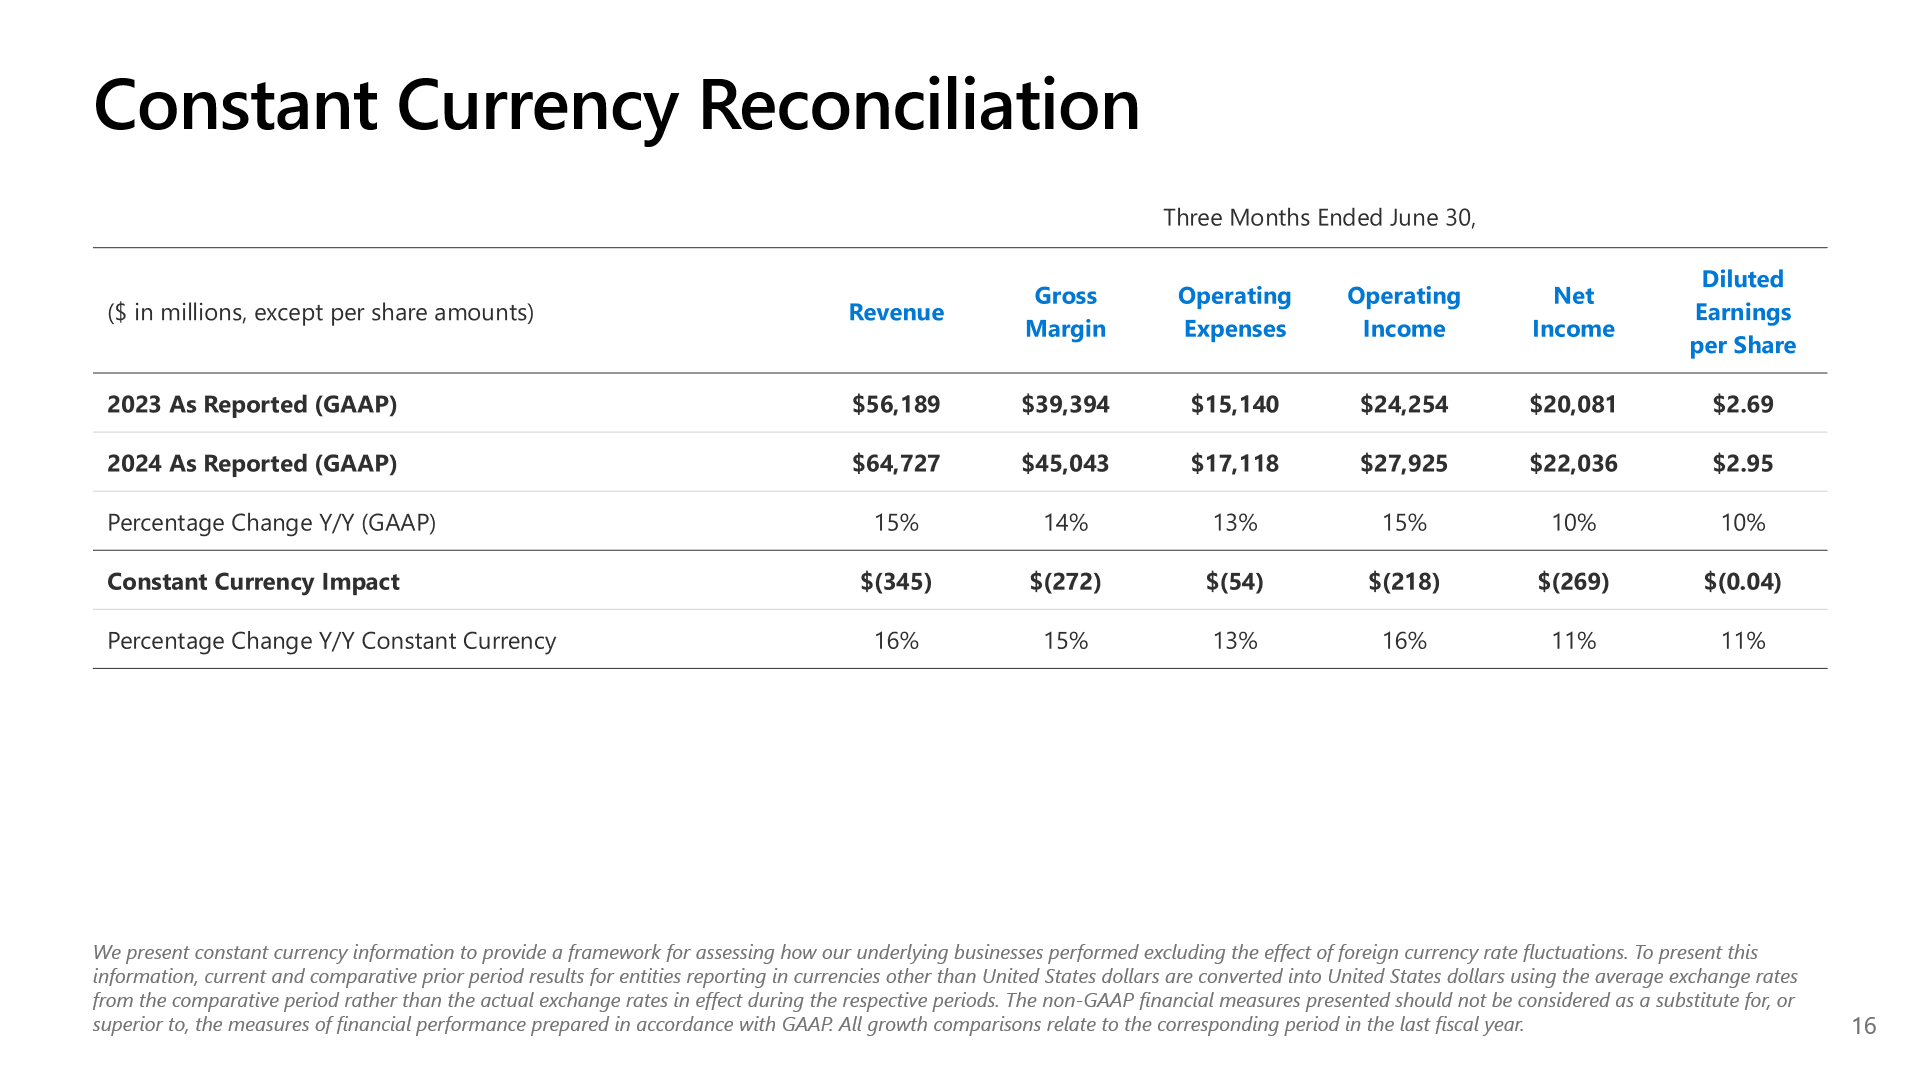 Constant Currency Reconciliation
Three Months Ended June 30,
($ in millions, except per share amounts) Revenue Gross Margin Operating Expenses Operating Income Net Income Diluted Earnings per Share
2023 As Reported (GAAP) $56,189 $39,394 $15,140 $24,254 $20,081 $2.69
2024 As Reported (GAAP) $64,727 $45,043 $17,118 $27,925 $22,036 $2.95
Percentage Change Y/Y (GAAP) 15% 14% 13% 15% 10% 10%
Constant Currency Impact $(345) $(272) $(54) $(218) $(269) $(0.04)
Percentage Change Y/Y Constant Currency 16% 15% 13% 16% 11% 11%
We present constant currency information to provide a framework for assessing how our underlying businesses performed excluding the effect of foreign currency rate fluctuations. To present this
information, current and comparative prior period results for entities reporting in currencies other than United States dollars are converted into United States dollars using the average exchange rates
from the comparative period rather than the actual exchange rates in effect during the respective periods. The non-GAAP financial measures presented should not be considered as a substitute for, or
superior to, the measures of financial performance prepared in accordance with GAAP. All growth comparisons relate to the corresponding period in the last fiscal year.
16